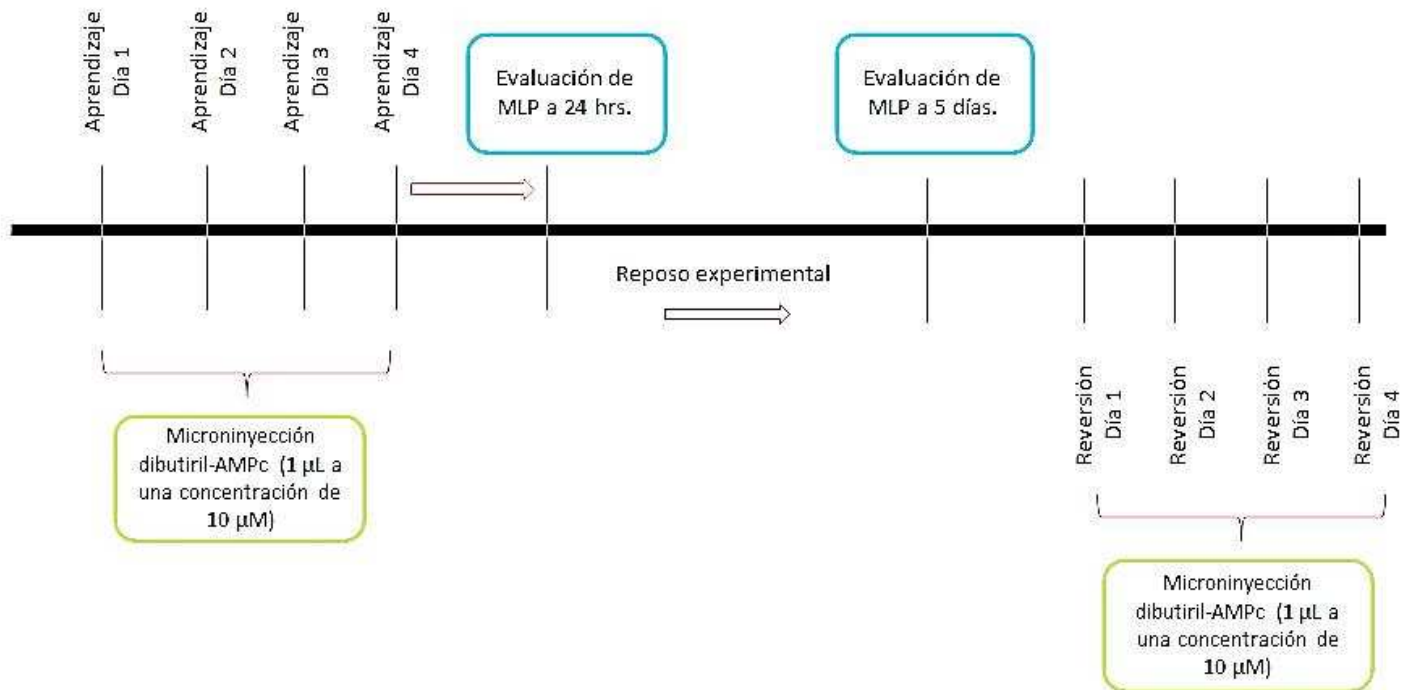 Aprendizaje
Día 1
Aprendizaje
Día 2
Aprendizaje
Día 3
Aprendizaje
Día 4
Evaluación de
MLP a 24 hrs.
Evaluación de
MLP a 5 días.
Reposo experimental
Microninyección
dibutiril-AMPc (1 µL a
una concentración de
10 µM)
Reversión
Día 1
Reversión
Día 2
Reversión
Día 3
Reversión
Día 4
Microninyección
dibutiril-AMPc (1 µL a
una concentración de
10 µM)